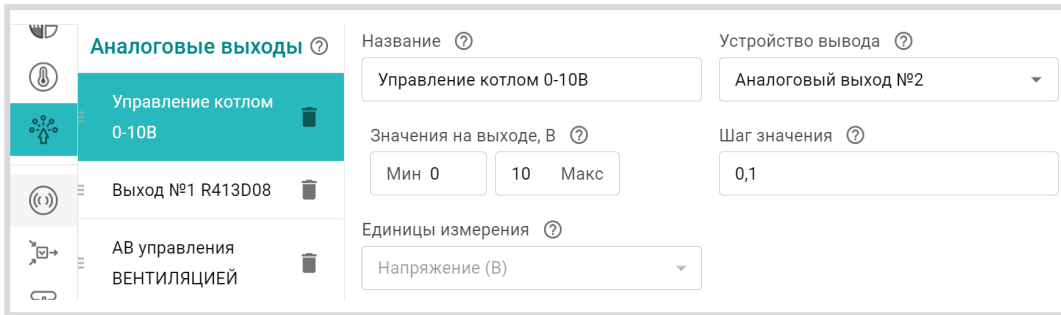 Аналоговые выходы
Управление котлом
0-10В
Выход №1 R413D08
АВ управления
ВЕНТИЛЯЦИЕЙ
Название
Управление котлом 0-10В
Устройство вывода
Аналоговый выход №2
Значения на выходе, В
Мин 0
10 Макс
Шаг значения
0,1
Единицы измерения
Напряжение (В)